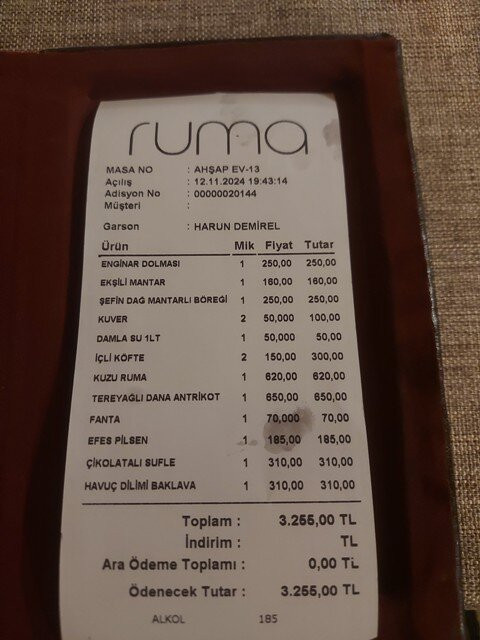 ruma
MASA NO : AHŞAP EV-13
Açılış : 12.11.2024 19:43:14
Adisyon No : 00000020144
Müşteri :
Garson : HARUN DEMİREL
Ürün Mik Fiyat Tutar
ENGINAR DOLMASI 1 250,00 250,00
EKŞİLİ MANTAR 1 160,00 160,00
ŞEFİN DAĞ MANTARLI BÖREĞİ 1 250,00 250,00
KUVER 2 50,000 100,00
DAMLA SU 1LT 1 50,000 50,00
İÇLİ KÖFTE 2 150,00 300,00
KUZU RUMA 1 620,00 620,00
TEREYAĞLI DANA ANTRİKOT 1 650,00 650,00
FANTA 1 70,000 70,00
EFES PİLSEN 1 185,00 185,00
ÇİKOLATALI SUFLE 1 310,00 310,00
HAVUÇ DİLİMİ BAKLAVA 1 310,00 310,00
Toplam : 3.255,00 TL
İndirim : TL
Ara Ödeme Toplamı : 0,00 TL
Ödenecek Tutar : 3.255,00 TL
ALKOL 185